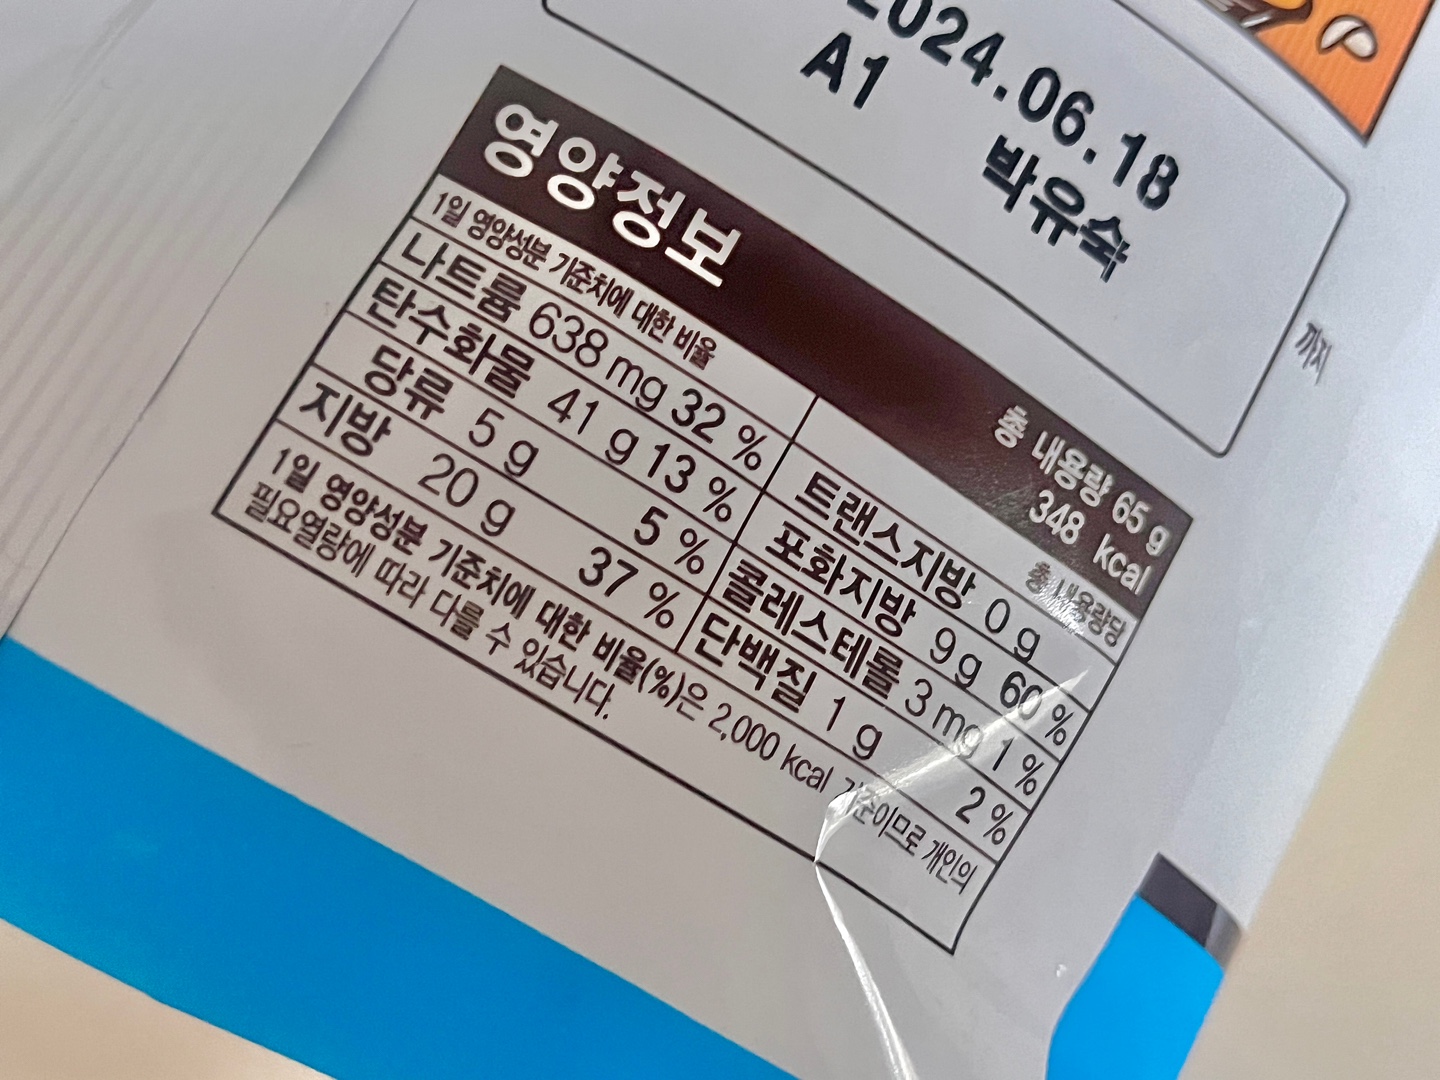 2024.06.18
A1
박유숙
까지
영양정보
총 내용량 65 g
348 kcal
1일 영양성분 기준치에 대한 비율
총 내용량당
나트륨 638 mg 32 %
트랜스지방 0 g
탄수화물 41 g 13 %
포화지방 9 g 60 %
당류 5 g 5 %
콜레스테롤 3 mg 1 %
지방 20 g 37 %
단백질 1 g 2 %
1일 영양성분 기준치에 대한 비율(%)은 2,000 kcal 기준이므로 개인의
필요열량에 따라 다를 수 있습니다.